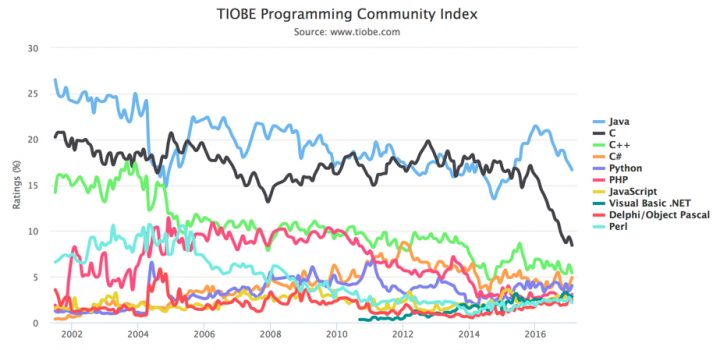 TIOBE Programming Community Index
Source: www.tiobe.com
Ratings (%)
30
25
20
15
10
5
0
2002
2004
2006
2008
2010
2012
2014
2016
Java
C
C++
C#
Python
PHP
JavaScript
Visual Basic .NET
Delphi/Object Pascal
Perl